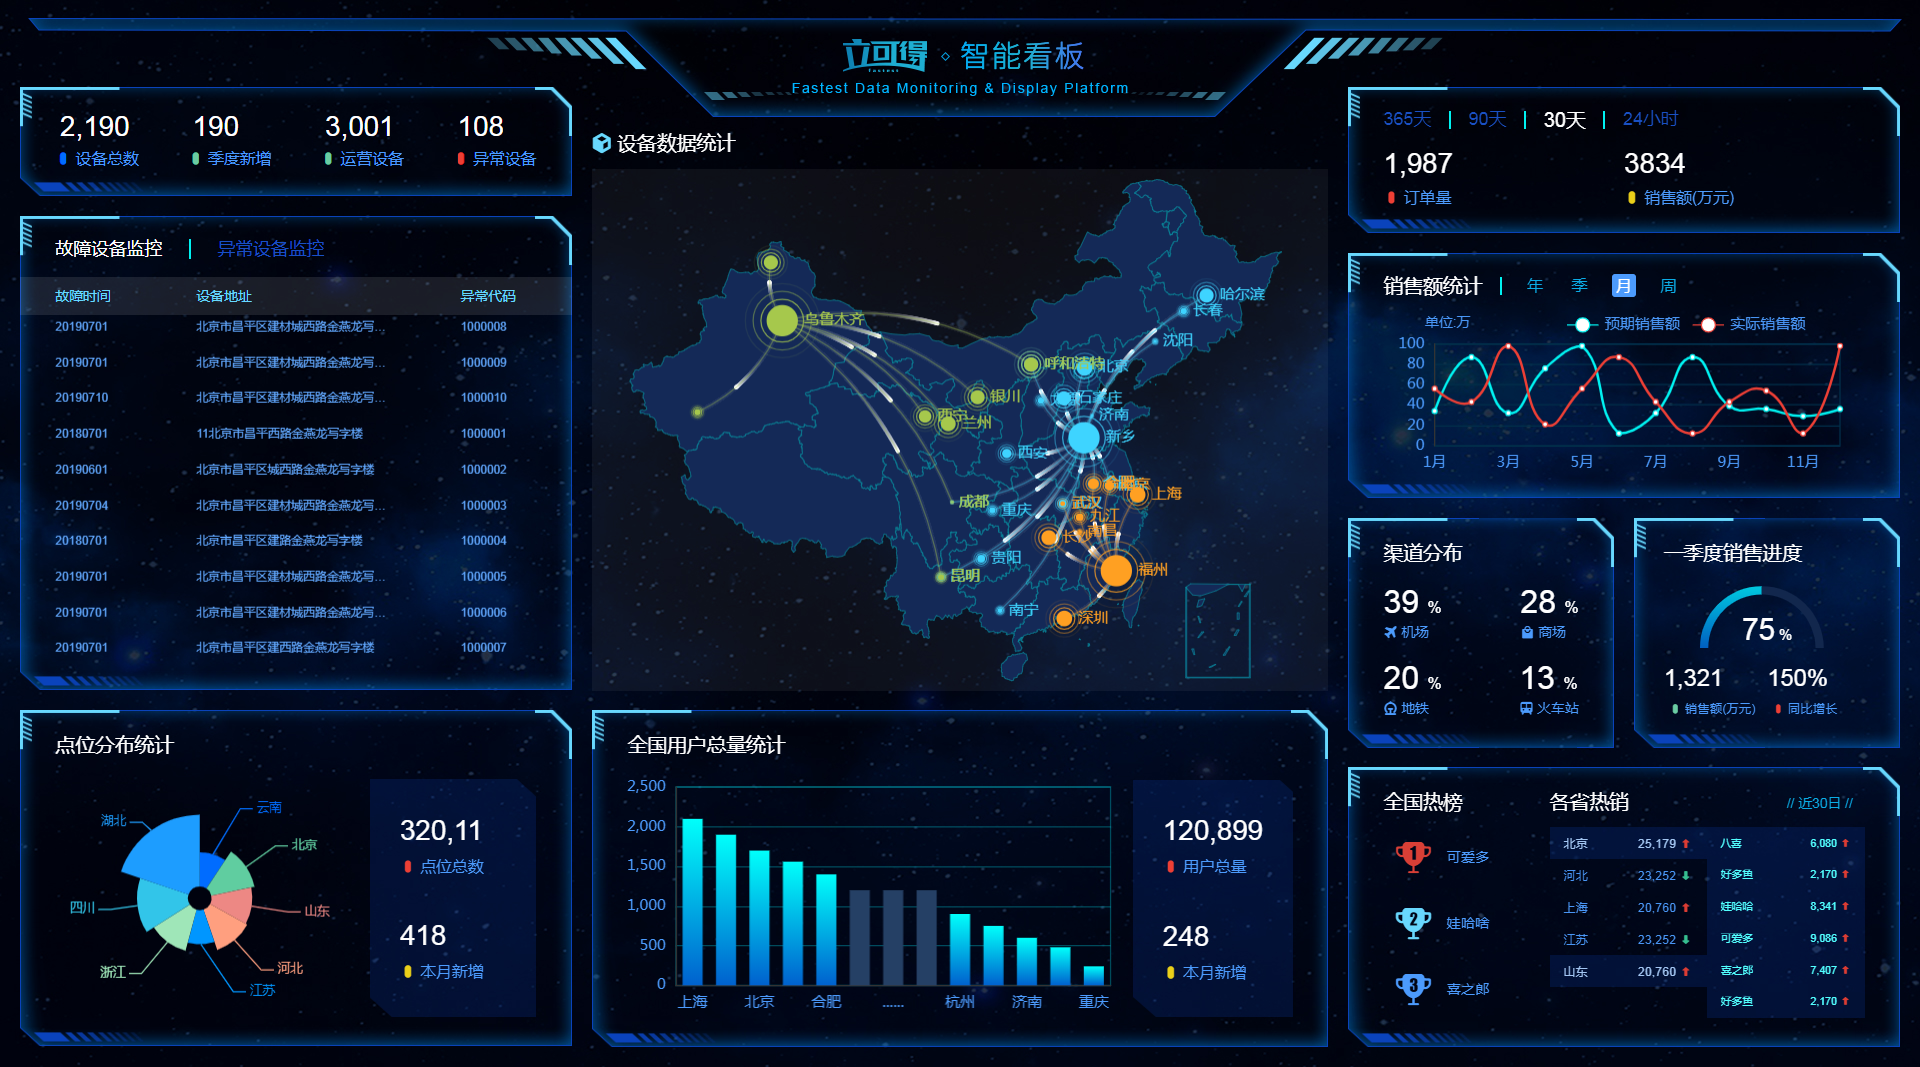 立可得 ◇ 智能看板
Fastest Data Monitoring & Display Platform
2,190 190 3,001 108
设备总数 季度新增 运营设备 异常设备
故障设备监控 异常设备监控
故障时间 设备地址 异常代码
20190701 北京市昌平区建材城西路金燕龙写... 1000008
20190701 北京市昌平区建材城西路金燕龙写... 1000009
20190710 北京市昌平区建材城西路金燕龙写... 1000010
20180701 11北京市昌平西路金燕龙写字楼 1000001
20190601 北京市昌平区城西路金燕龙写字楼 1000002
20190704 北京市昌平区建材城西路金燕龙写... 1000003
20180701 北京市昌平区建路金燕龙写字楼 1000004
20190701 北京市昌平区建材城西路金燕龙写... 1000005
20190701 北京市昌平区建材城西路金燕龙写... 1000006
20190701 北京市昌平区建西路金燕龙写字楼 1000007
点位分布统计
云南
北京
山东
河北
江苏
浙江
四川
湖北
320,11
点位总数
418
本月新增
设备数据统计
乌鲁木齐
哈尔滨
长春
沈阳
呼和浩特
北京
银川
石家庄
西宁
兰州
济南
新乡
西安
成都
重庆
武汉
上海
九江
南昌
长沙
贵阳
昌明
福州
南宁
深圳
全国用户总量统计
2,500
2,000
1,500
1,000
500
0
上海 北京 合肥 ...... 杭州 济南 重庆
120,899
用户总量
248
本月新增
365天 90天 30天 24小时
1,987 3834
订单量 销售额(万元)
销售额统计 年 季 月 周
单位:万 预期销售额 实际销售额
100
80
60
40
20
0
1月 3月 5月 7月 9月 11月
渠道分布
39 % 28 %
机场 商场
20 % 13 %
地铁 火车站
一季度销售进度
75 %
1,321 150%
销售额(万元) 同比增长
全国热榜
1 可爱多
2 娃哈啥
3 喜之郎
各省热销 // 近30日 //
北京 25,179
河北 23,252
上海 20,760
江苏 23,252
山东 20,760
八喜 6,080
好多鱼 2,170
娃哈哈 8,341
可爱多 9,086
喜之郎 7,407
好多鱼 2,170